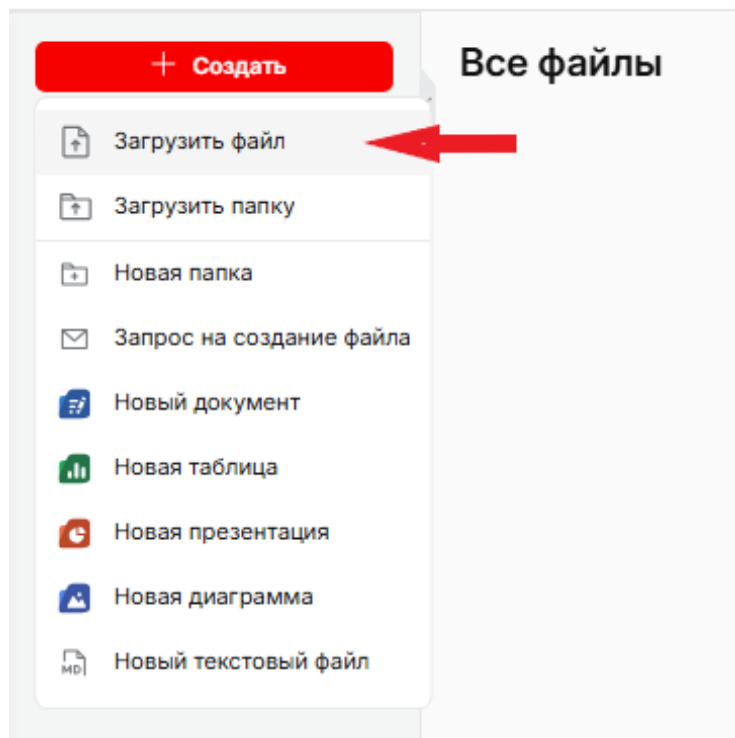 + Создать
Все файлы
Загрузить файл
Загрузить папку
Новая папка
Запрос на создание файла
Новый документ
Новая таблица
Новая презентация
Новая диаграмма
MD Новый текстовый файл